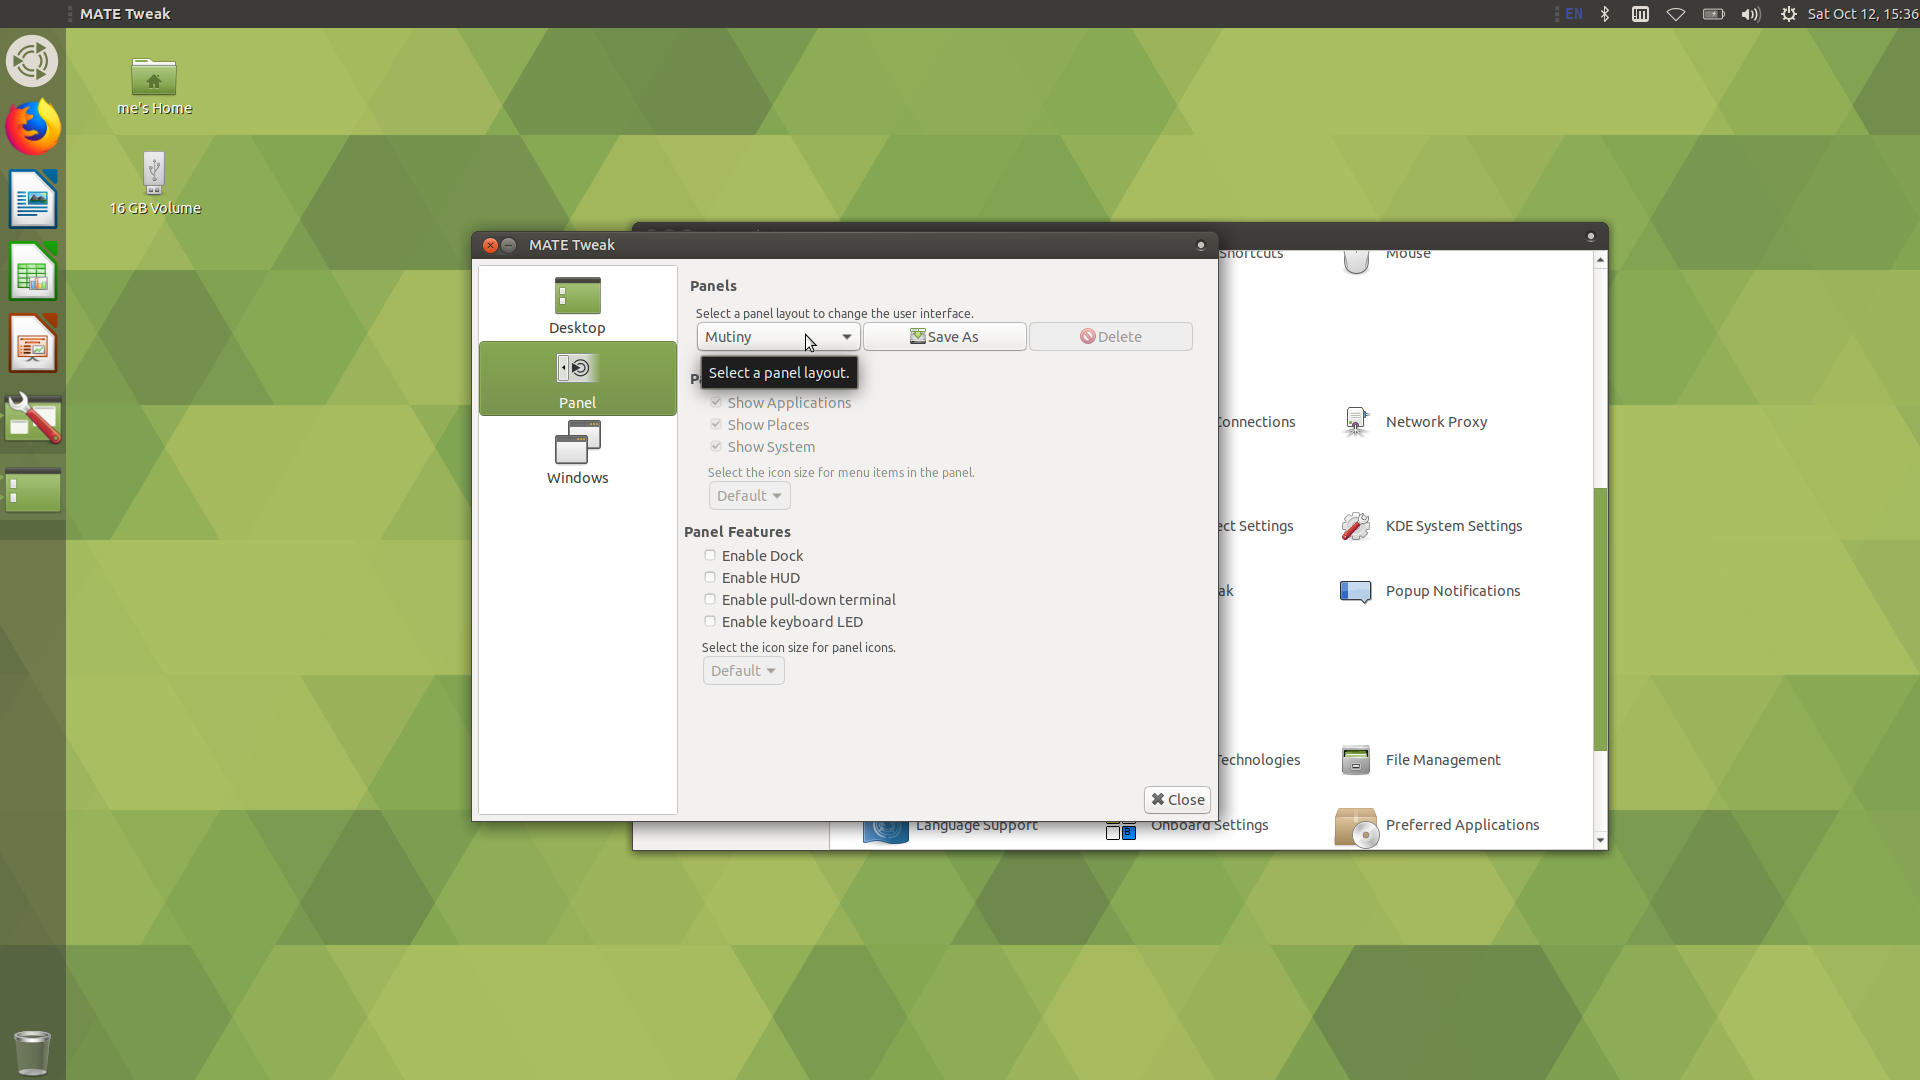 MATE Tweak
EN
Sat Oct 12, 15:36
me's Home
16 GB Volume
MATE Tweak
Desktop
Panel
Windows
Panels
Select a panel layout to change the user interface.
Mutiny
Save As
Delete
Select a panel layout.
Show Applications
Show Places
Show System
Select the icon size for menu items in the panel.
Default
Panel Features
Enable Dock
Enable HUD
Enable pull-down terminal
Enable keyboard LED
Select the icon size for panel icons.
Default
Close
Shortcuts
Mouse
Connections
Network Proxy
ect Settings
KDE System Settings
ak
Popup Notifications
Technologies
File Management
Language Support
Onboard Settings
Preferred Applications